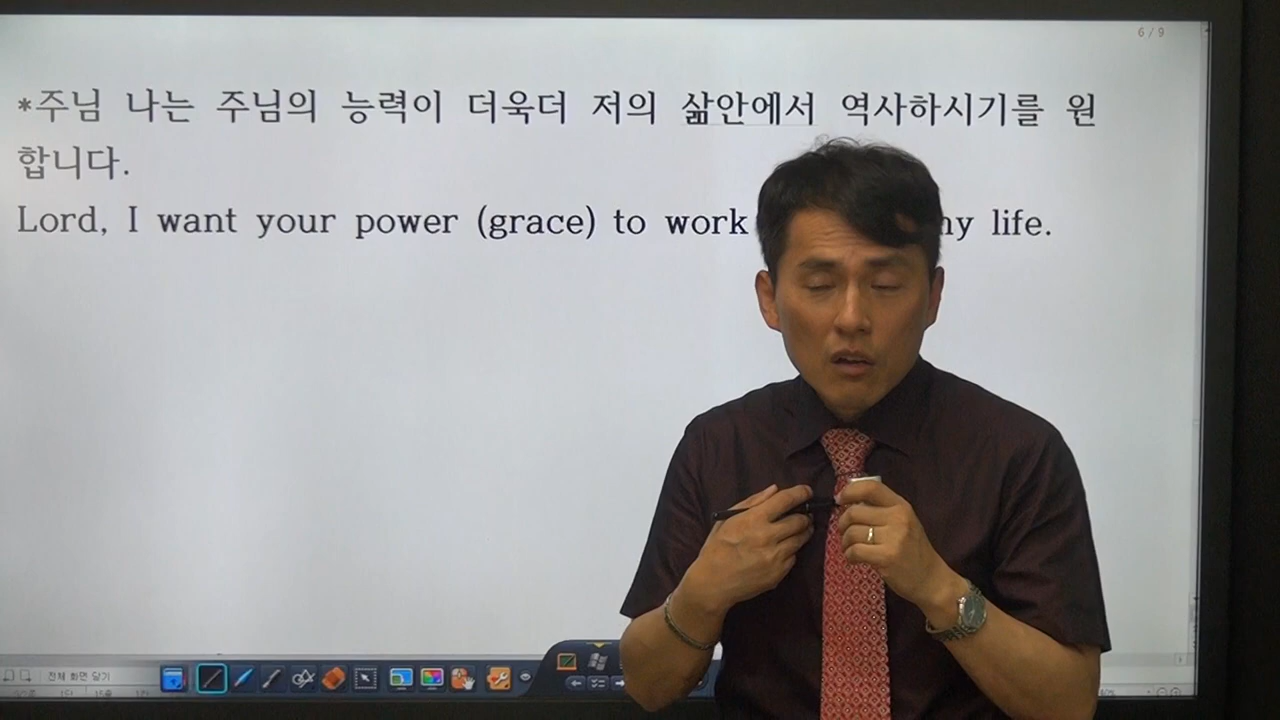 6 / 9
*주님 나는 주님의 능력이 더욱더 저의 삶안에서 역사하시기를 원
합니다.
Lord, I want your power (grace) to work my life.
전체 화면 닫기